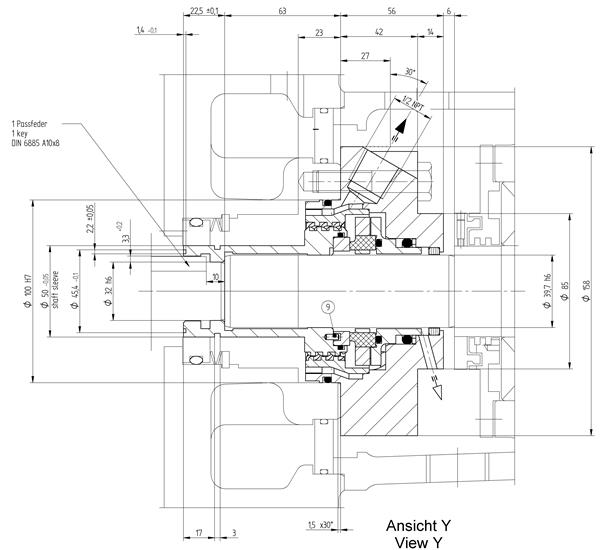 22,5 -0,1
63
56
1,4 -0,1
23
42
14
6
27
30°
1/2 NPT
1 Passfeder
1 key
DIN 6885 A10x8
2,2 ±0,05
-0,2
3,3
10
Φ 100 H7
Φ 50 -0,05
shaft sleeve
Φ 45,4 -0,1
Φ 32 h6
9
Φ 39,7 h6
Φ 85
Φ 158
17
3
1,5 x30°
Ansicht Y
View Y